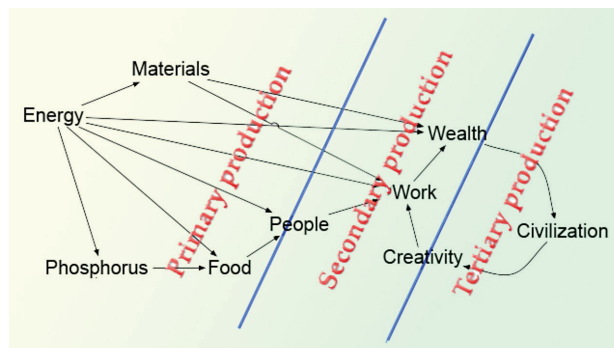 Materials
Energy
Wealth
Work
People
Civilization
Creativity
Phosphorus
Food
Primary production
Secondary production
Tertiary production